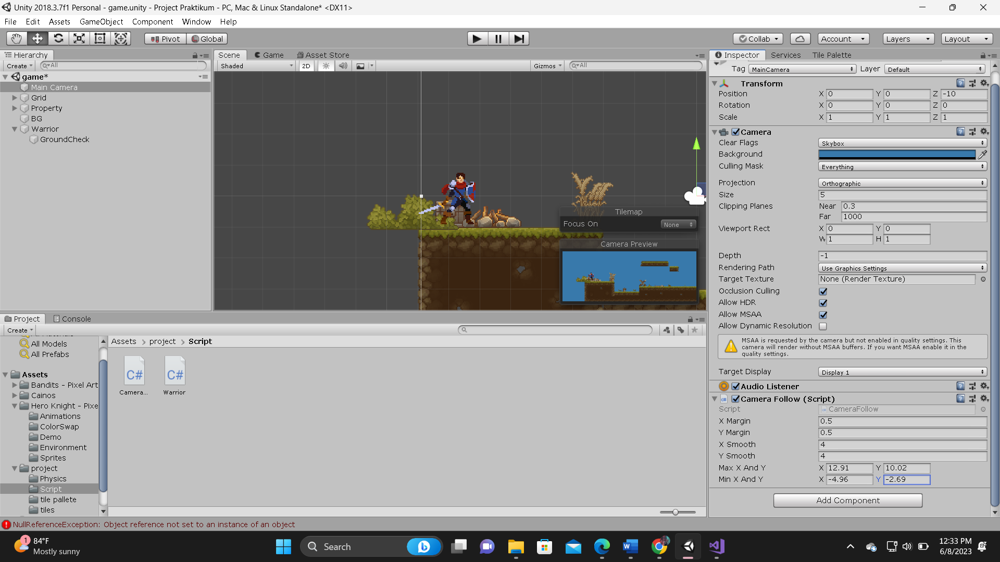 Unity 2018.3.7f1 Personal - game.unity - Project Praktikum - PC, Mac & Linux Standalone* <DX11>
File Edit Assets GameObject Component Window Help
Pivot Global Collab Account Layers Layout
Hierarchy
Create All
game*
Main Camera
Grid
Property
BG
Warrior
GroundCheck
Scene Game Asset Store
Shaded 2D Gizmos All
Tilemap
Focus On None
Camera Preview
Inspector Services Tile Palette
Tag MainCamera Layer Default
Transform
Position X 0 Y 0 Z -10
Rotation X 0 Y 0 Z 0
Scale X 1 Y 1 Z 1
Camera
Clear Flags Skybox
Background
Culling Mask Everything
Projection Orthographic
Size 5
Clipping Planes Near 0.3
Far 1000
Viewport Rect X 0 Y 0
W 1 H 1
Depth -1
Rendering Path Use Graphics Settings
Target Texture None (Render Texture)
Occlusion Culling
Allow HDR
Allow MSAA
Allow Dynamic Resolution
MSAA is requested by the camera but not enabled in quality settings. This
camera will render without MSAA buffers. If you want MSAA enable it in the
quality settings.
Target Display Display 1
Audio Listener
Camera Follow (Script)
Script CameraFollow
X Margin 0.5
Y Margin 0.5
X Smooth 4
Y Smooth 4
Max X And Y X 12.91 Y 10.02
Min X And Y X -4.96 Y -2.69
Add Component
Project Console
Create
All Models
All Prefabs
Assets
Bandits - Pixel Art
Cainos
Hero Knight - Pixe
Animations
ColorSwap
Demo
Environment
Sprites
project
Physics
Script
tile pallete
tiles
Assets project Script
C# C#
Camera... Warrior
NullReferenceException: Object reference not set to an instance of an object
1
84°F
Mostly sunny
Search
12:33 PM
6/8/2023